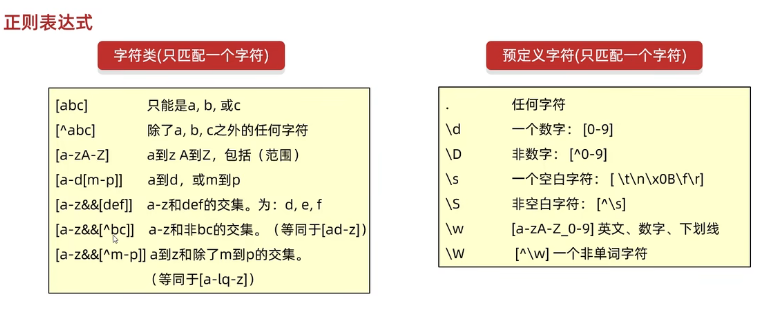 正则表达式
字符类(只匹配一个字符)
[abc] 只能是a, b, 或c
[^abc] 除了a, b, c之外的任何字符
[a-zA-Z] a到z A到Z，包括（范围）
[a-d[m-p]] a到d，或m到p
[a-z&&[def]] a-z和def的交集。为：d, e, f
[a-z&&[^bc]] a-z和非bc的交集。（等同于[ad-z]）
[a-z&&[^m-p]] a到z和除了m到p的交集。
（等同于[a-lq-z]）
预定义字符(只匹配一个字符)
. 任何字符
\d 一个数字： [0-9]
\D 非数字： [^0-9]
\s 一个空白字符： [ \t\n\x0B\f\r]
\S 非空白字符： [^\s]
\w [a-zA-Z_0-9] 英文、数字、下划线
\W [^\w] 一个非单词字符